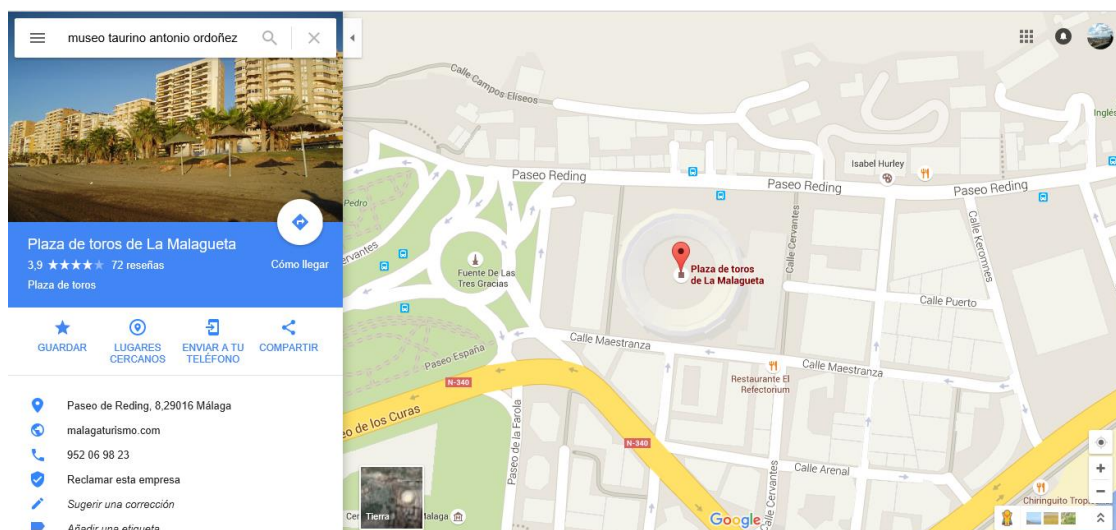 museo taurino antonio ordoñez
Plaza de toros de La Malagueta
3,9 ★★★★★ 72 reseñas
Cómo llegar
Plaza de toros
GUARDAR
LUGARES
CERCANOS
ENVIAR A TU
TELÉFONO
COMPARTIR
Paseo de Reding, 8,29016 Málaga
malagaturismo.com
952 06 98 23
Reclamar esta empresa
Sugerir una corrección
Añadir una etiqueta
Calle Campos Elíseos
Inglés
Isabel Hurley
Paseo Reding
Paseo Reding
Paseo Reding
Pedro
Calle Cervantes
Calle Keromnes
Fuente De Las
Tres Gracias
Plaza de toros
de La Malagueta
Calle Puerto
Calle Maestranza
Calle Maestranza
Paseo España
Restaurante El
Refectorium
N-340
de los Curas
Paseo de la Farola
N-340
Calle Arenal
Calle Cervantes
Chiringuito Trop
Tierra
Google